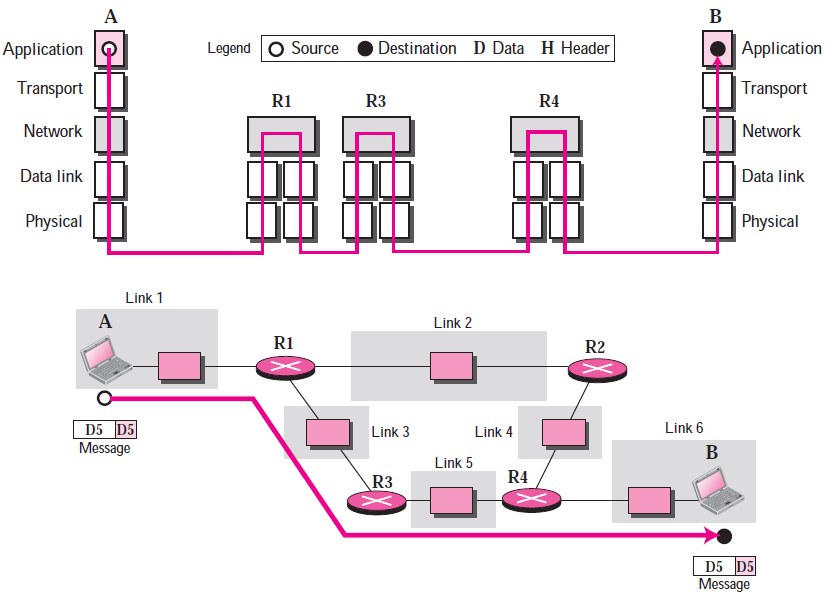 A
B
Application
Legend
Source
Destination
D Data
H Header
Application
Transport
Transport
R1
R3
R4
Network
Network
Data link
Data link
Physical
Physical
Link 1
A
Link 2
R1
R2
D5 D5
Message
Link 3
Link 4
Link 6
B
Link 5
R3
R4
D5 D5
Message